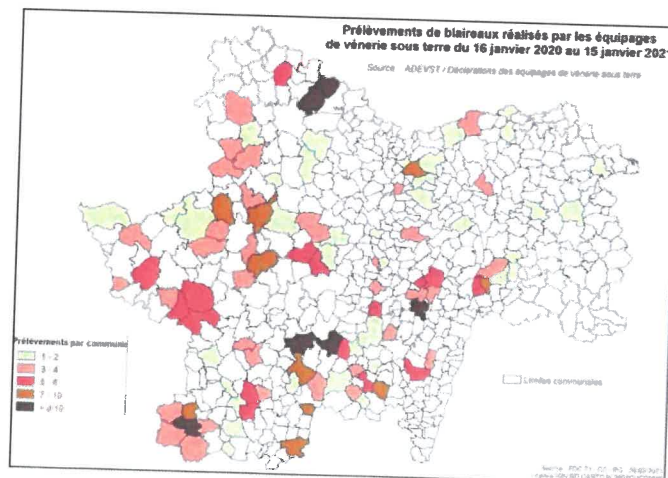 Prélèvements de blaireaux réalisés par les équipages
de vénerie sous terre du 16 janvier 2020 au 15 janvier 2021
Source : ADEVST / Déclarations des équipages de vénerie sous terre
Prélèvements par commune
1 - 2
3 - 4
5 - 6
7 - 10
Limites communales